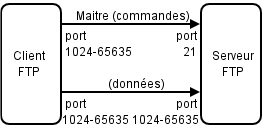 Maitre (commandes)
port
1024-65635
port
21
Client
FTP
Serveur
FTP
(données)
port
1024-65635
port
1024-65635